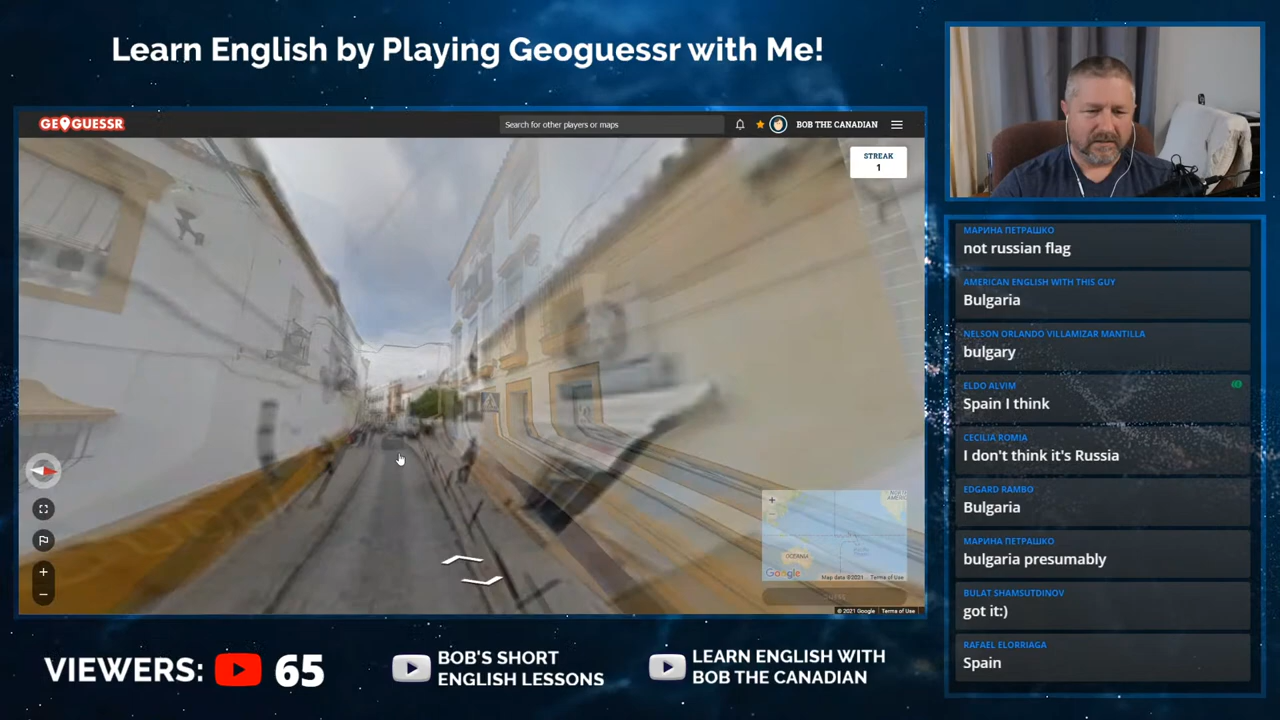 Learn English by Playing Geoguessr with Me!
GEOGUESSR
Search for other players or maps
BOB THE CANADIAN
STREAK
1
OCEANIA
Google
Map data ©2021 Terms of Use
© 2021 Google Terms of Use
МАРИНА ПЕТРАШКО
not russian flag
AMERICAN ENGLISH WITH THIS GUY
Bulgaria
NELSON ORLANDO VILLAMIZAR MANTILLA
bulgary
ELDO ALVIM
Spain I think
CECILIA ROMIA
I don't think it's Russia
EDGARD RAMBO
Bulgaria
МАРИНА ПЕТРАШКО
bulgaria presumably
BULAT SHAMSUTDINOV
got it:)
RAFAEL ELORRIAGA
Spain
VIEWERS: 65
BOB'S SHORT
ENGLISH LESSONS
LEARN ENGLISH WITH
BOB THE CANADIAN